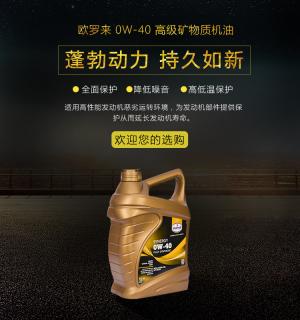 欧罗来 0W-40 高级矿物质机油
蓬勃动力 持久如新
全面保护 降低噪音 高低温保护
适用高性能发动机恶劣运转环境，为发动机部件提供保
护从而延长发动机寿命。
欢迎您的选购
SYNERGY
0W-40